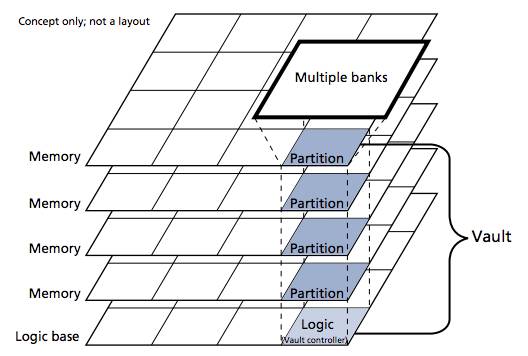 Concept only; not a layout
Multiple banks
Memory
Partition
Memory
Partition
Vault
Memory
Partition
Memory
Partition
Logic base
Logic
(Vault controller)